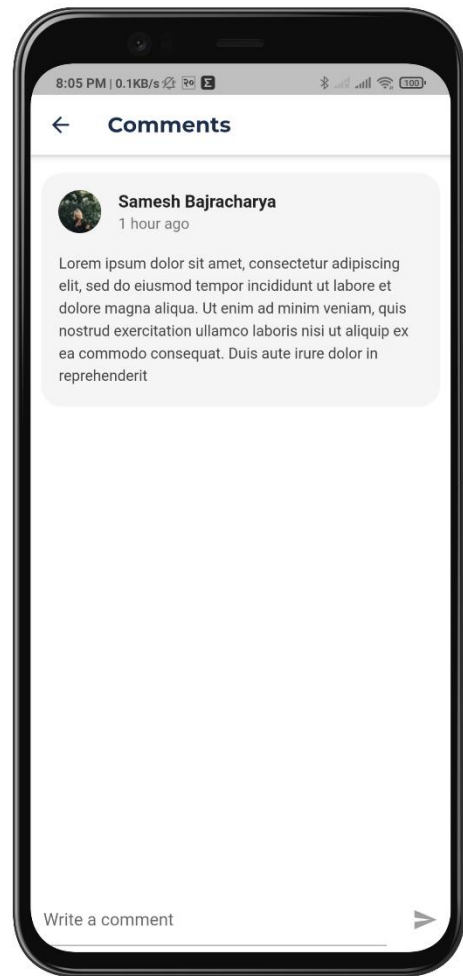 8:05 PM | 0.1KB/s २० Σ 100
Comments
Samesh Bajracharya
1 hour ago
Lorem ipsum dolor sit amet, consectetur adipiscing
elit, sed do eiusmod tempor incididunt ut labore et
dolore magna aliqua. Ut enim ad minim veniam, quis
nostrud exercitation ullamco laboris nisi ut aliquip ex
ea commodo consequat. Duis aute irure dolor in
reprehenderit
Write a comment